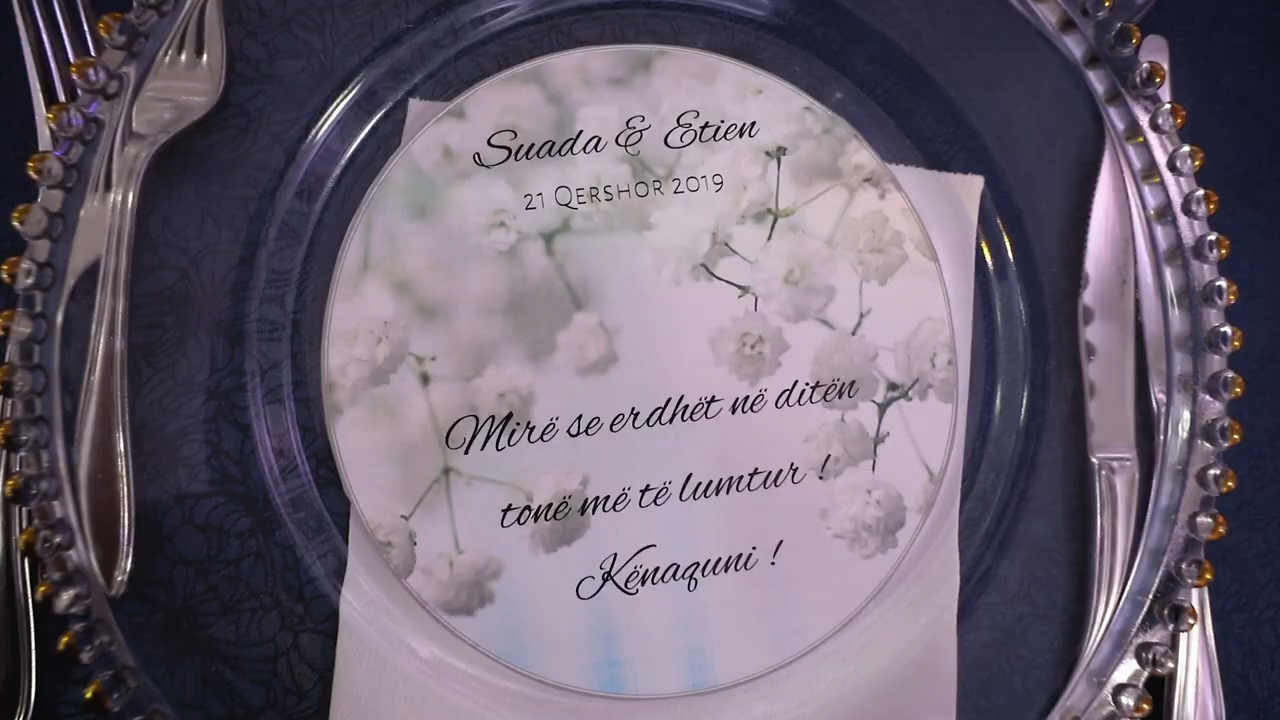 Suada & Etien
21 QERSHOR 2019
Mirë se erdhët në ditën
tonë më të lumtur !
Kënaquni !